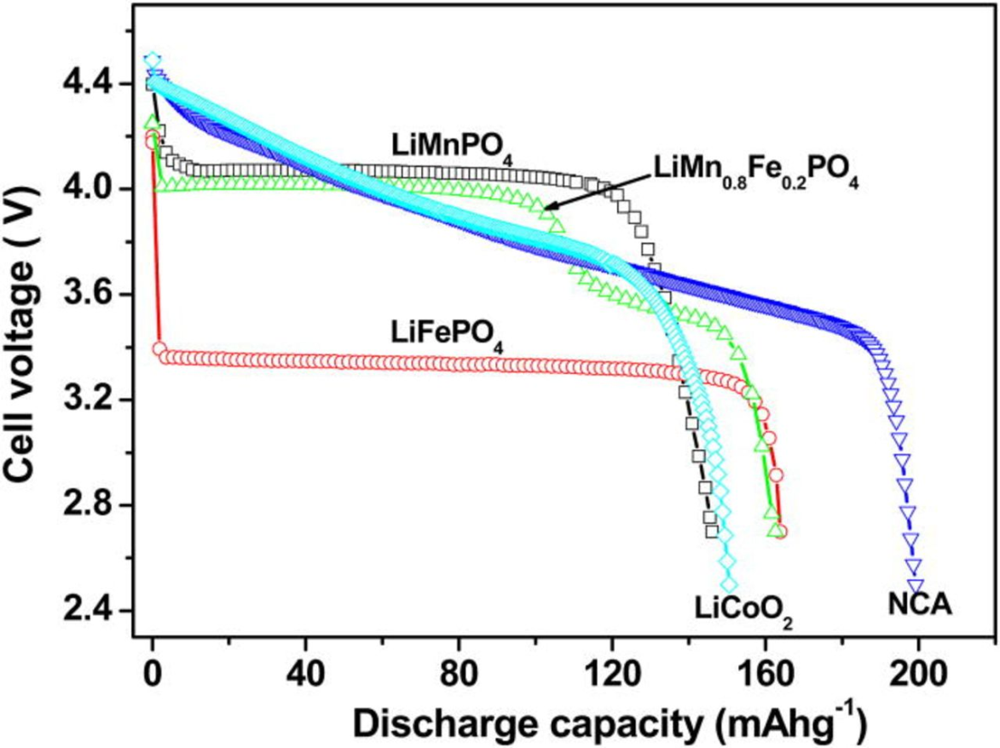 4.4
4.0
3.6
3.2
2.8
2.4
Cell voltage ( V)
LiMnPO₄
LiMn₀.₈Fe₀.₂PO₄
LiFePO₄
LiCoO₂
NCA
0 40 80 120 160 200
Discharge capacity (mAhg⁻¹)